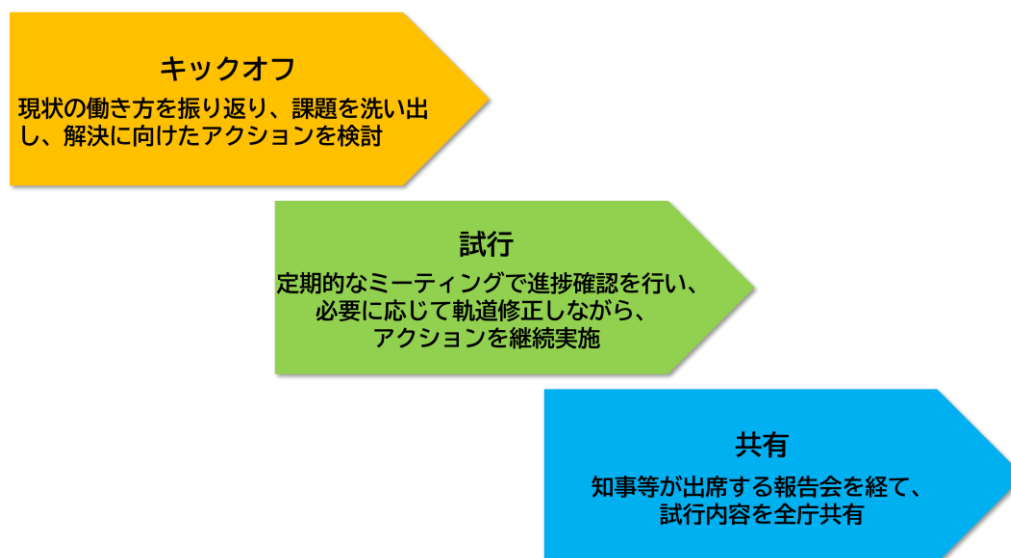 キックオフ
現状の働き方を振り返り、課題を洗い出
し、解決に向けたアクションを検討
試行
定期的なミーティングで進捗確認を行い、
必要に応じて軌道修正しながら、
アクションを継続実施
共有
知事等が出席する報告会を経て、
試行内容を全庁共有